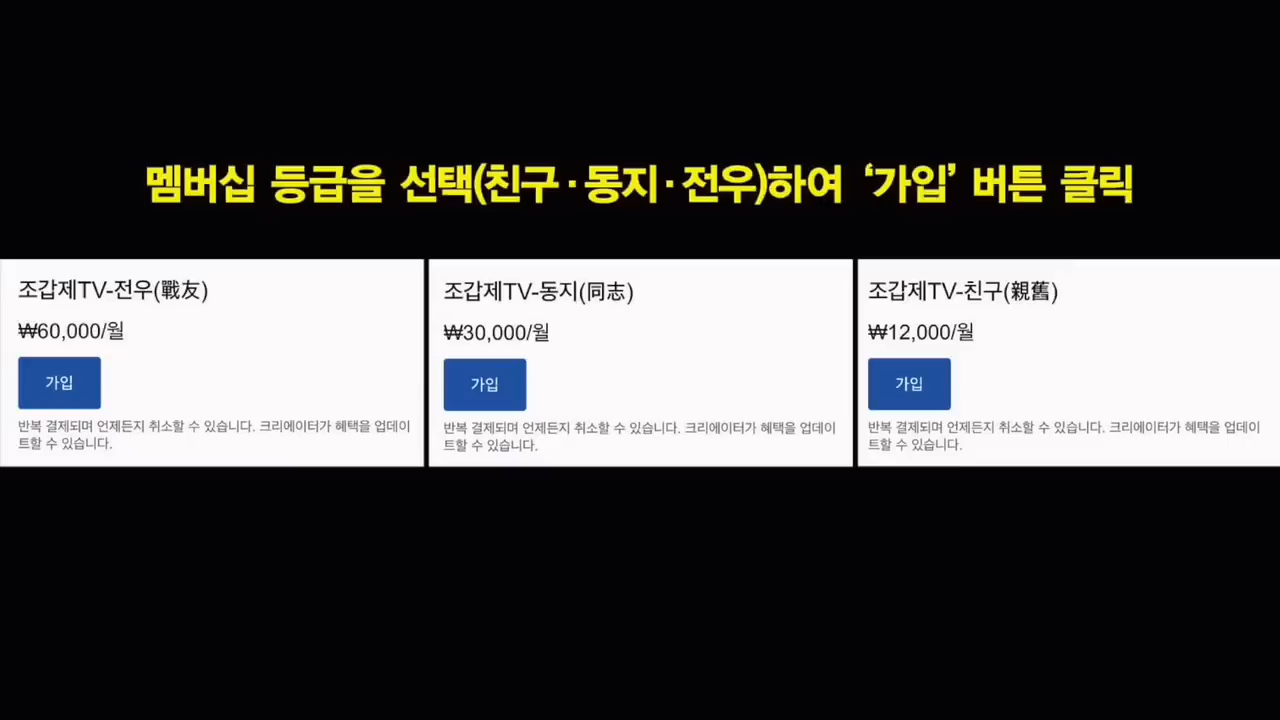 멤버십 등급을 선택(친구·동지·전우)하여 ‘가입’ 버튼 클릭
조갑제TV-전우(戰友)
₩60,000/월
가입
반복 결제되며 언제든지 취소할 수 있습니다. 크리에이터가 혜택을 업데이
트할 수 있습니다.
조갑제TV-동지(同志)
₩30,000/월
가입
반복 결제되며 언제든지 취소할 수 있습니다. 크리에이터가 혜택을 업데이
트할 수 있습니다.
조갑제TV-친구(親舊)
₩12,000/월
가입
반복 결제되며 언제든지 취소할 수 있습니다. 크리에이터가 혜택을 업데이
트할 수 있습니다.